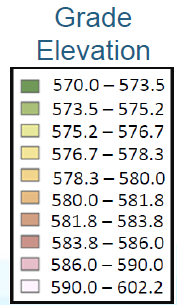 Grade
Elevation
570.0 – 573.5
573.5 – 575.2
575.2 – 576.7
576.7 – 578.3
578.3 – 580.0
580.0 – 581.8
581.8 – 583.8
583.8 – 586.0
586.0 – 590.0
590.0 – 602.2